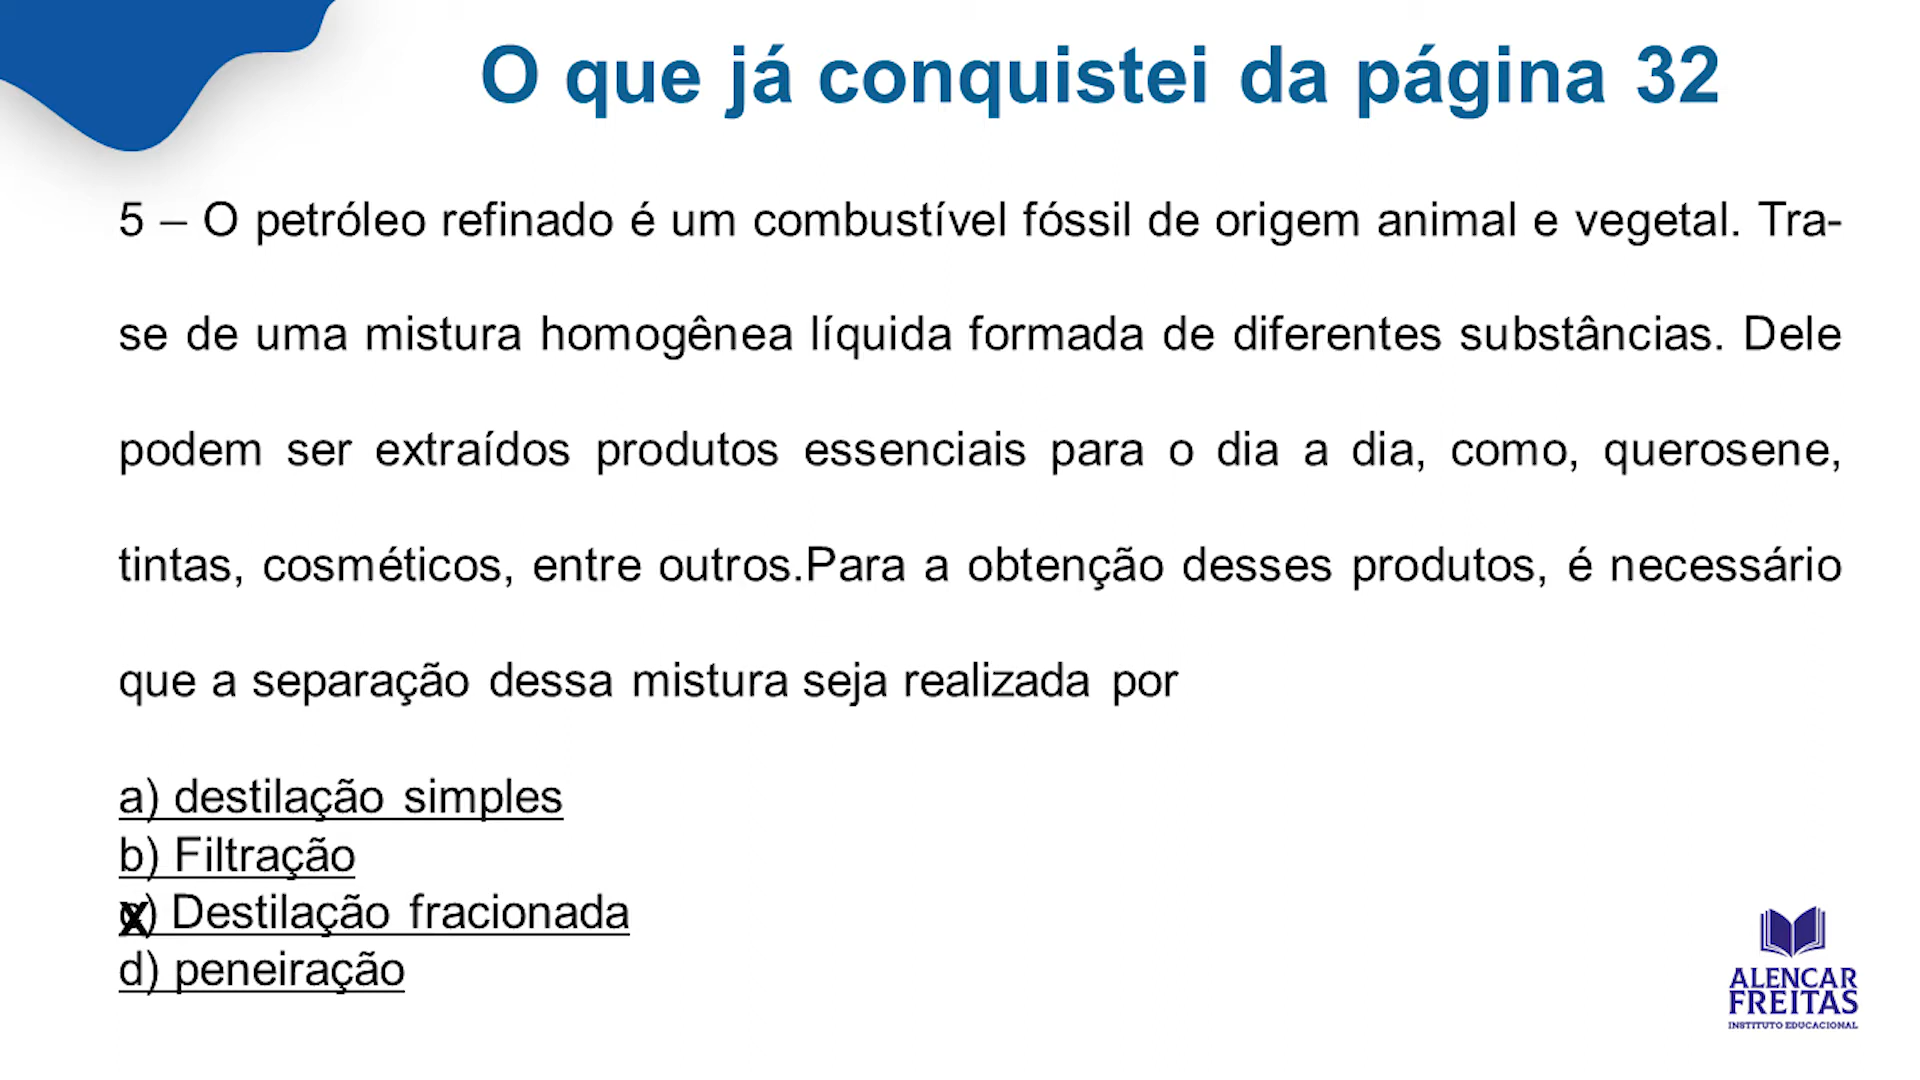 O que já conquistei da página 32
5 – O petróleo refinado é um combustível fóssil de origem animal e vegetal. Tra-
se de uma mistura homogênea líquida formada de diferentes substâncias. Dele
podem ser extraídos produtos essenciais para o dia a dia, como, querosene,
tintas, cosméticos, entre outros.Para a obtenção desses produtos, é necessário
que a separação dessa mistura seja realizada por
a) destilação simples
b) Filtração
c) Destilação fracionada
X
d) peneiração
ALENCAR
FREITAS
INSTITUTO EDUCACIONAL